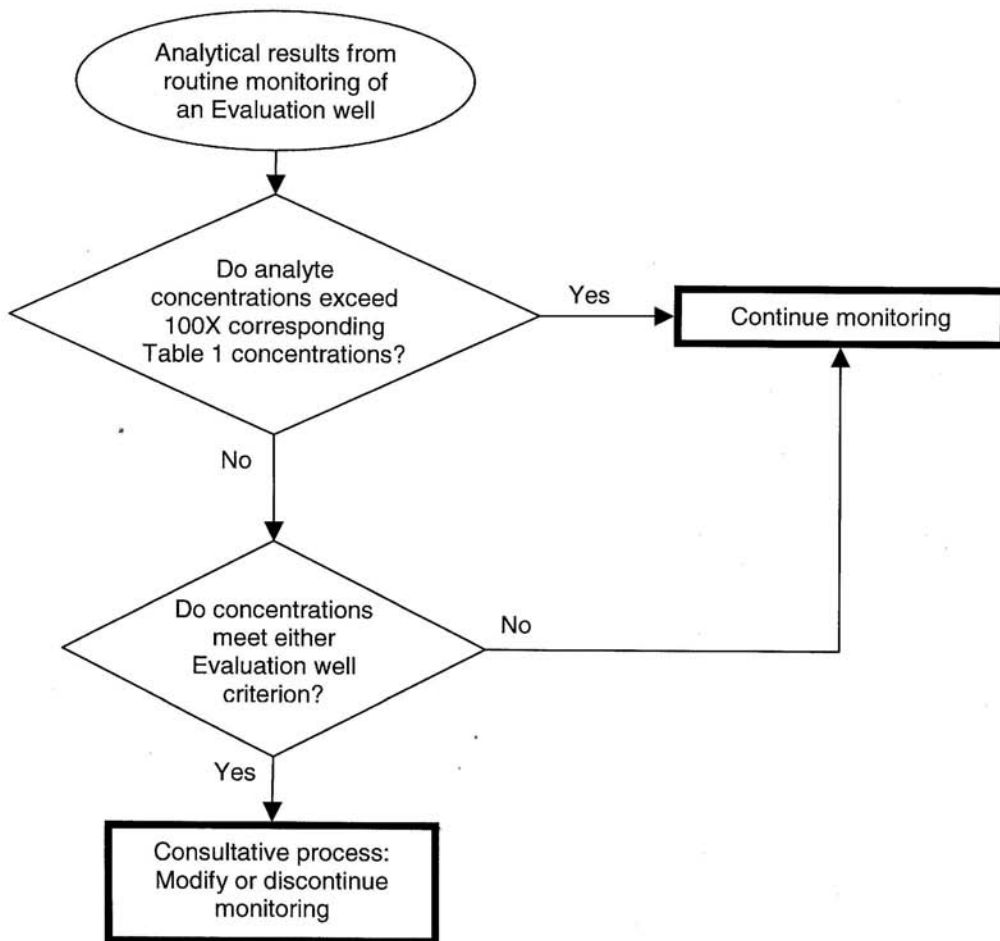 Analytical results from
routine monitoring of
an Evaluation well
Do analyte
concentrations exceed
100X corresponding
Table 1 concentrations?
Yes
Continue monitoring
No
Do concentrations
meet either
Evaluation well
criterion?
No
Yes
Consultative process:
Modify or discontinue
monitoring